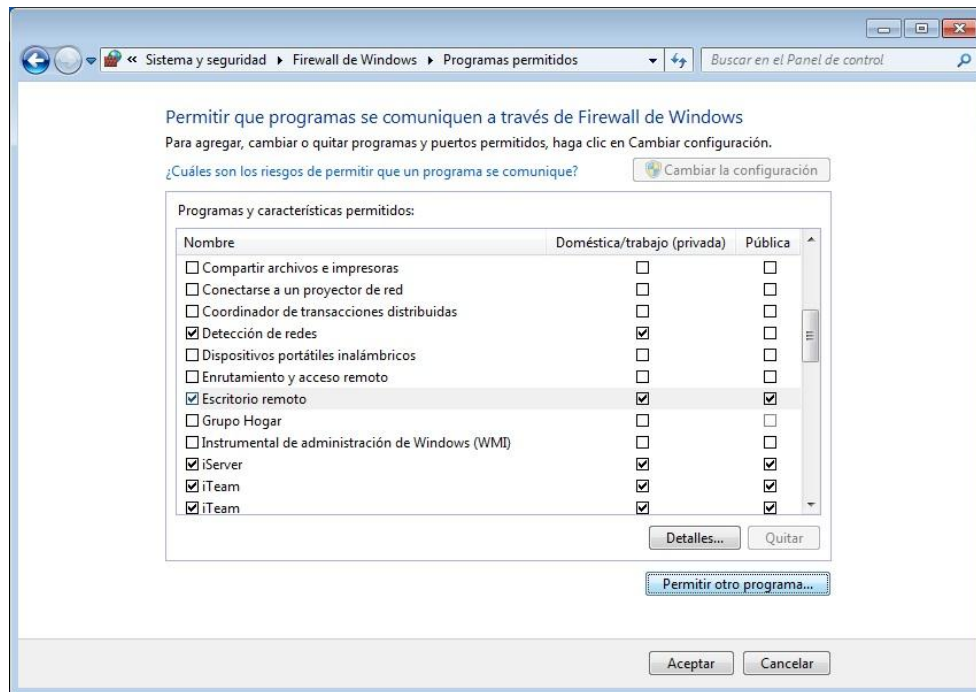 « Sistema y seguridad ▸ Firewall de Windows ▸ Programas permitidos
Buscar en el Panel de control
Permitir que programas se comuniquen a través de Firewall de Windows
Para agregar, cambiar o quitar programas y puertos permitidos, haga clic en Cambiar configuración.
¿Cuáles son los riesgos de permitir que un programa se comunique?
Cambiar la configuración
Programas y características permitidos:
Nombre Doméstica/trabajo (privada) Pública
Compartir archivos e impresoras
Conectarse a un proyector de red
Coordinador de transacciones distribuidas
Detección de redes
Dispositivos portátiles inalámbricos
Enrutamiento y acceso remoto
Escritorio remoto
Grupo Hogar
Instrumental de administración de Windows (WMI)
iServer
iTeam
iTeam
Detalles... Quitar
Permitir otro programa...
Aceptar Cancelar